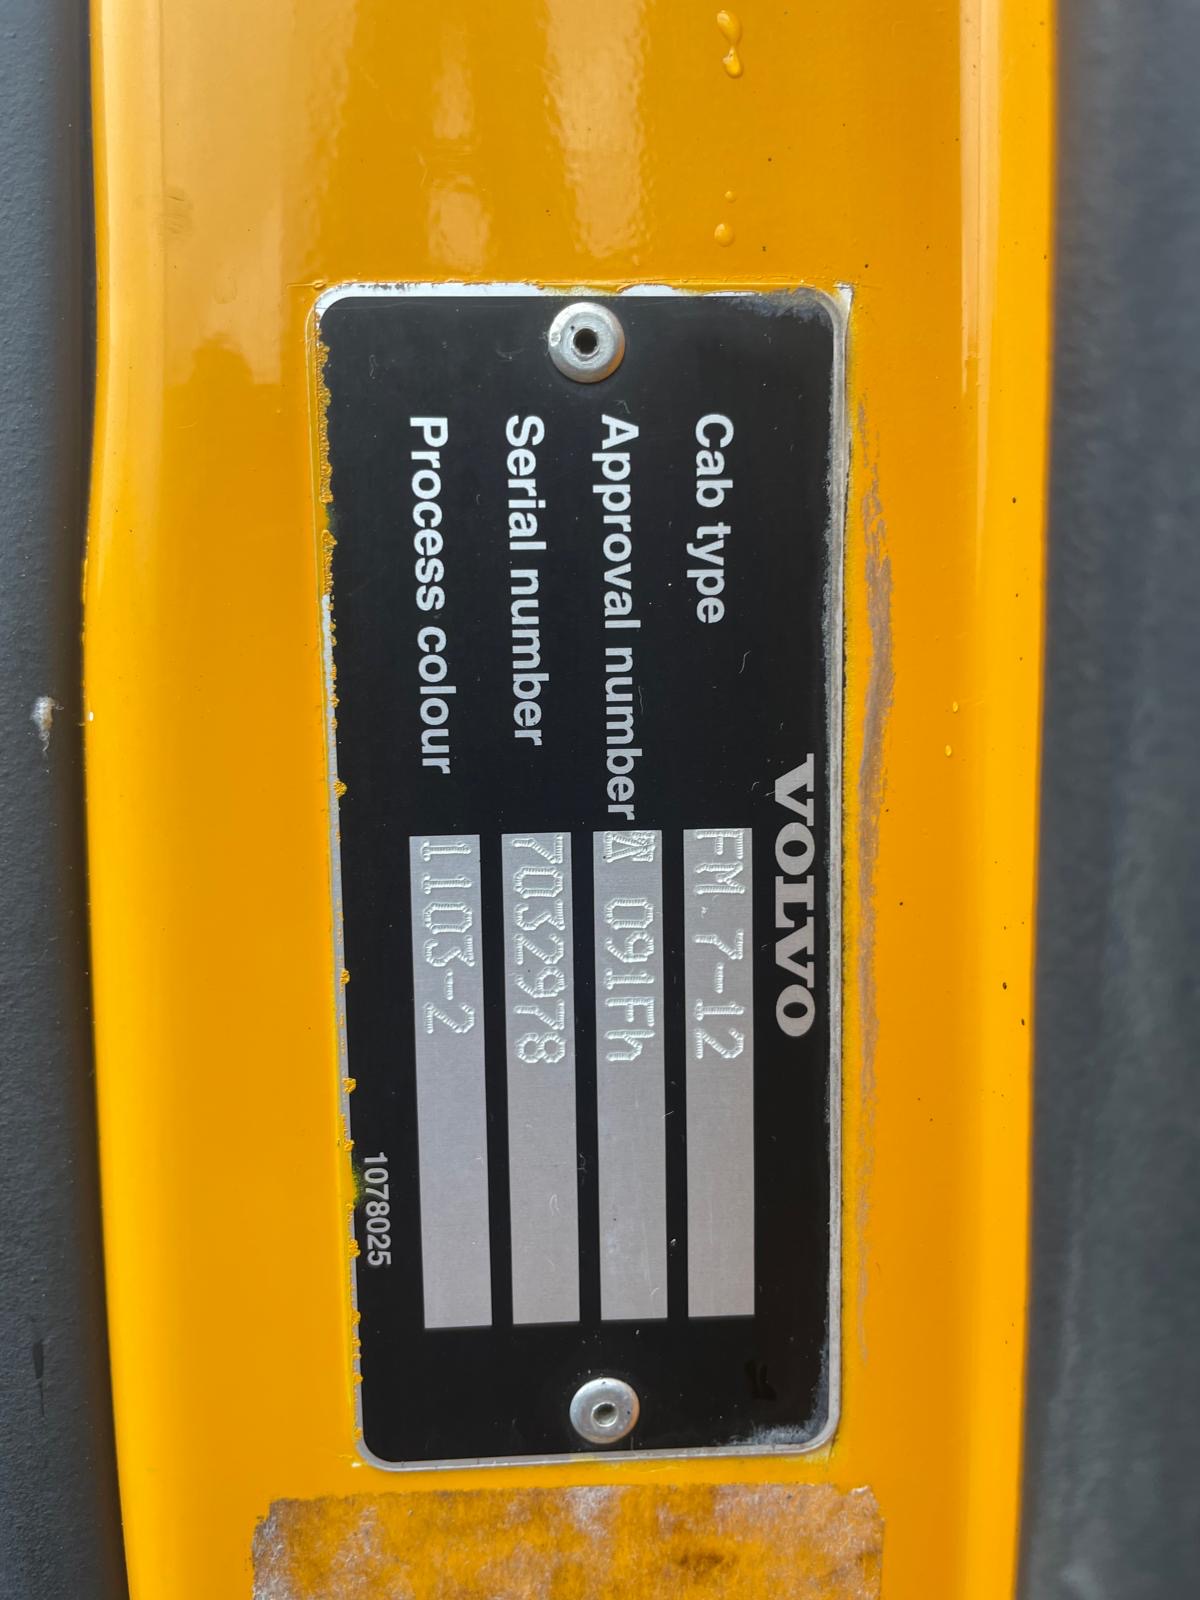 VOLVO
Cab type FM.7-12
Approval number 091Fh
Serial number 7032978
Process colour 1103-2
1078025